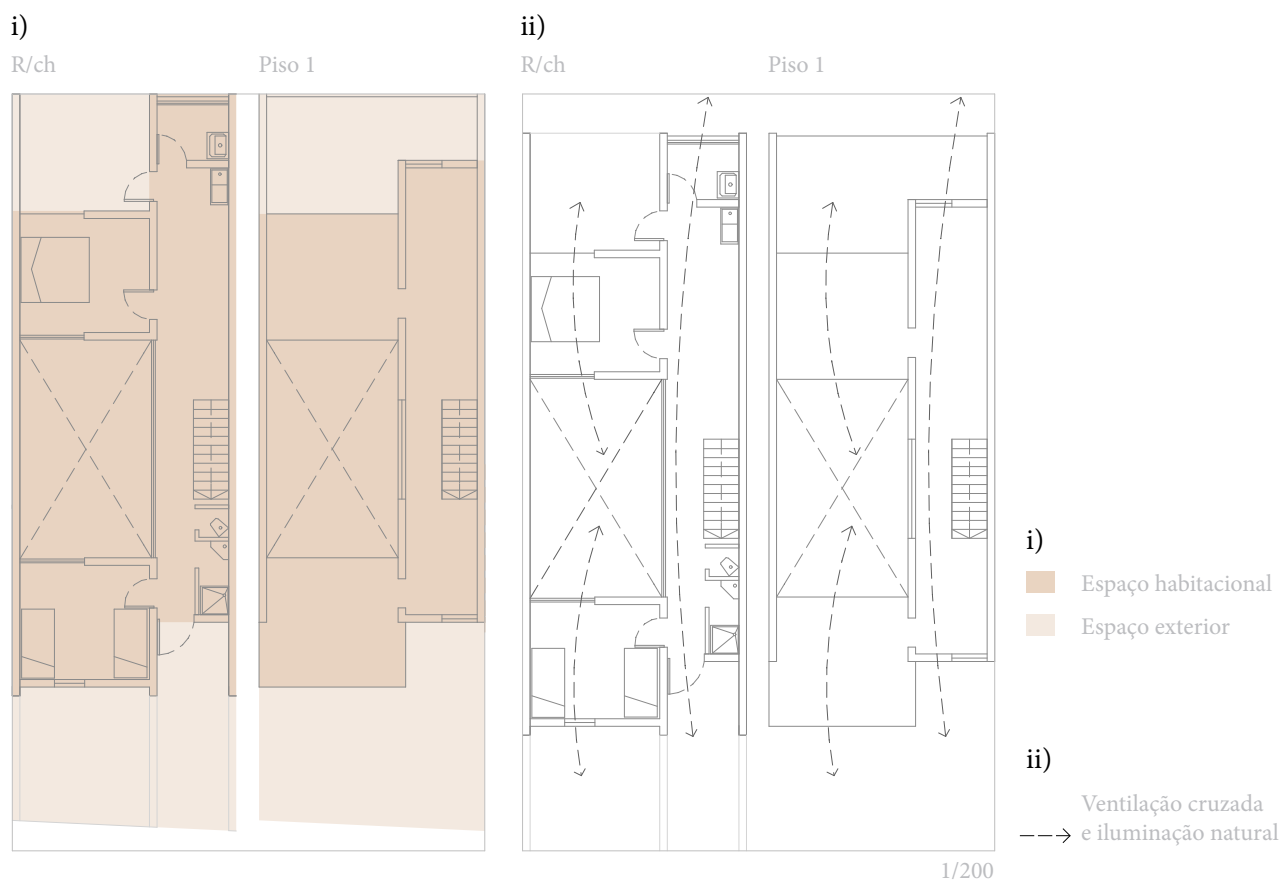 i)
R/ch
Piso 1
ii)
R/ch
Piso 1
i)
Espaço habitacional
Espaço exterior
ii)
Ventilação cruzada
e iluminação natural
1/200